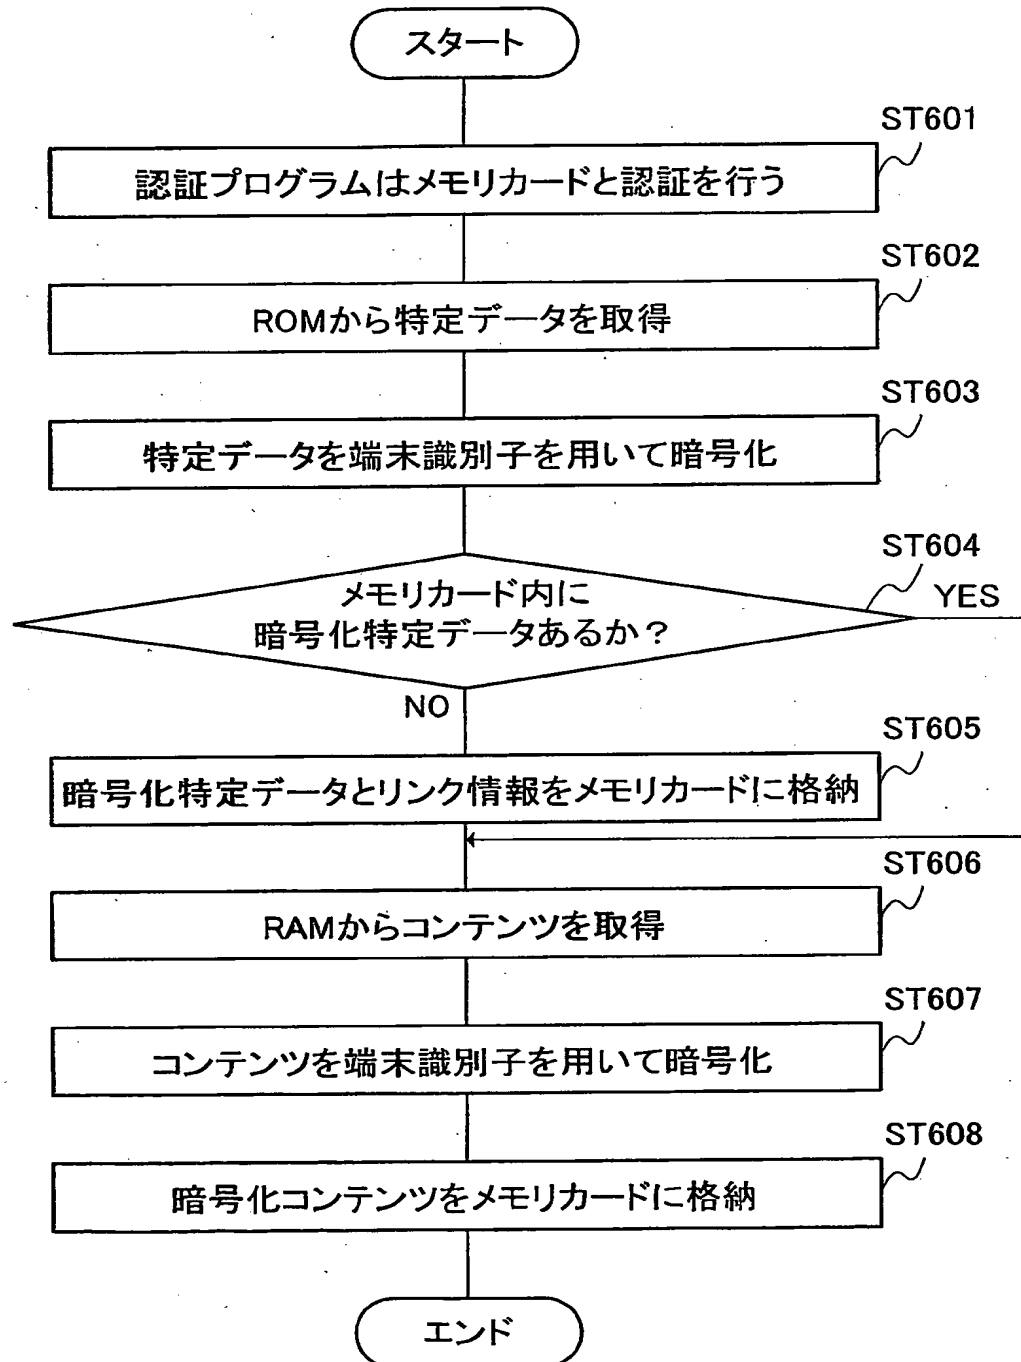 スタート
ST601
認証プログラムはメモリカードと認証を行う
ST602
ROMから特定データを取得
ST603
特定データを端末識別子を用いて暗号化
ST604
メモリカード内に
暗号化特定データあるか?
YES
NO
ST605
暗号化特定データとリンク情報をメモリカードに格納
ST606
RAMからコンテンツを取得
ST607
コンテンツを端末識別子を用いて暗号化
ST608
暗号化コンテンツをメモリカードに格納
エンド